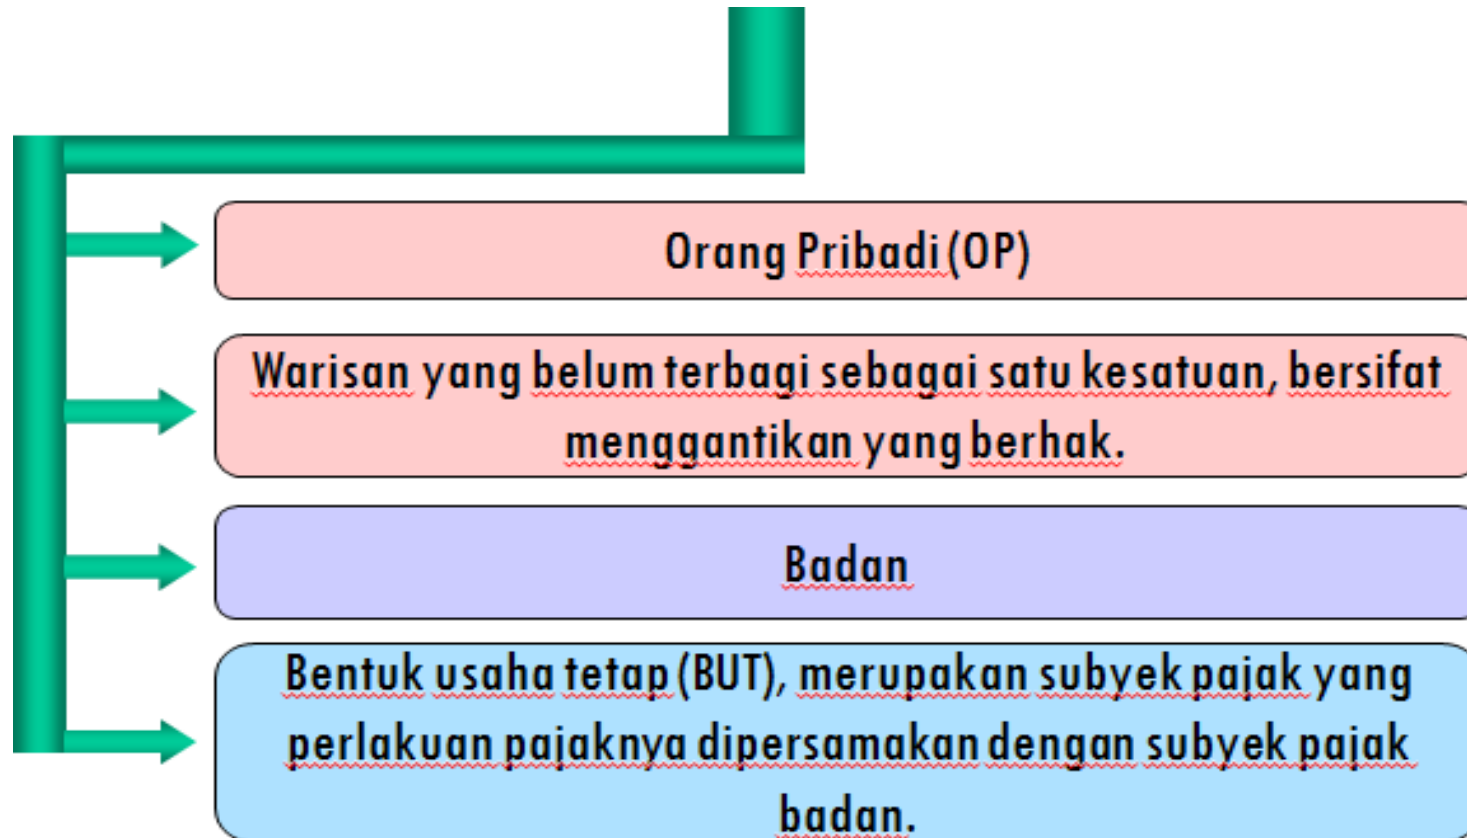 Orang Pribadi (OP)
Warisan yang belum terbagi sebagai satu kesatuan, bersifat
menggantikan yang berhak.
Badan
Bentuk usaha tetap (BUT), merupakan subyek pajak yang
perlakuan pajaknya dipersamakan dengan subyek pajak
badan.